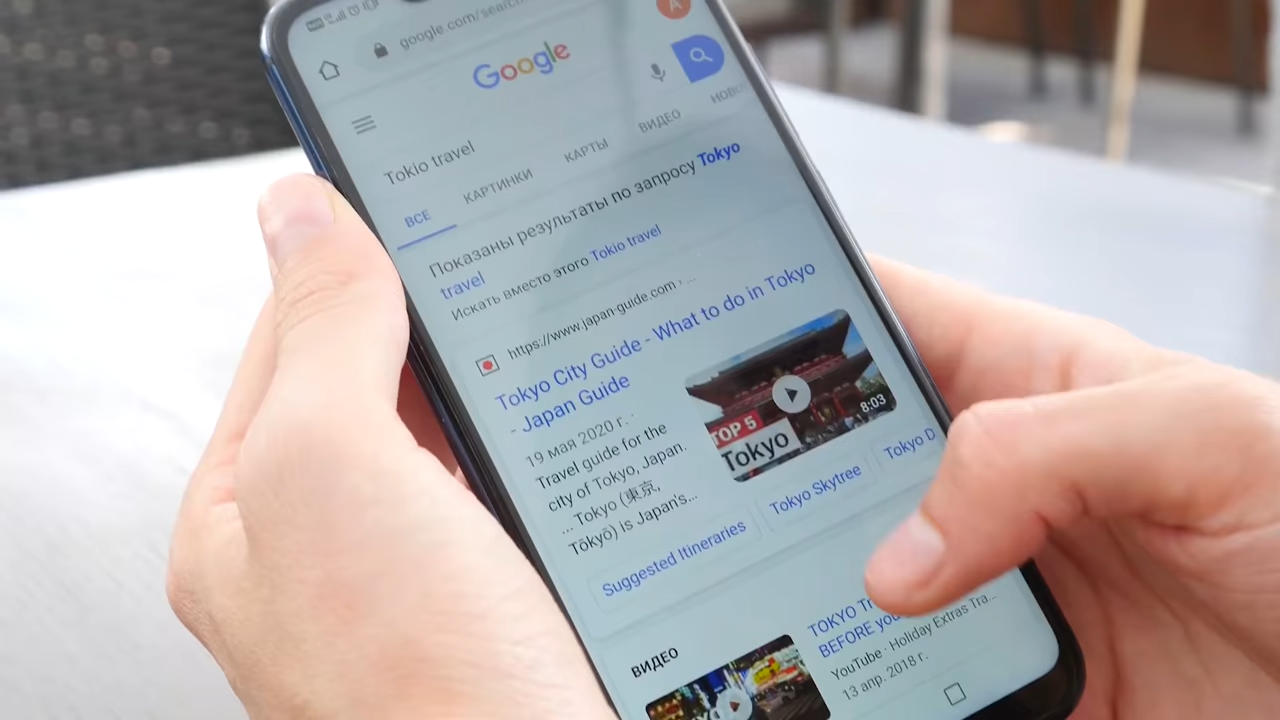 google.com/search
A
Google
Tokio travel
ВСЕ КАРТИНКИ КАРТЫ ВИДЕО НОВО
Показаны результаты по запросу Tokyo
travel
Искать вместо этого Tokio travel
https://www.japan-guide.com › ...
Tokyo City Guide - What to do in Tokyo
- Japan Guide
19 мая 2020 г. ·
Travel guide for the
city of Tokyo, Japan.
... Tokyo (東京,
Tōkyō) is Japan's...
TOP 5
Tokyo
8:03
Suggested Itineraries
Tokyo Skytree
Tokyo D
ВИДЕО
TOKYO Tr
BEFORE you
YouTube · Holiday Extras Tra...
13 апр. 2018 г.